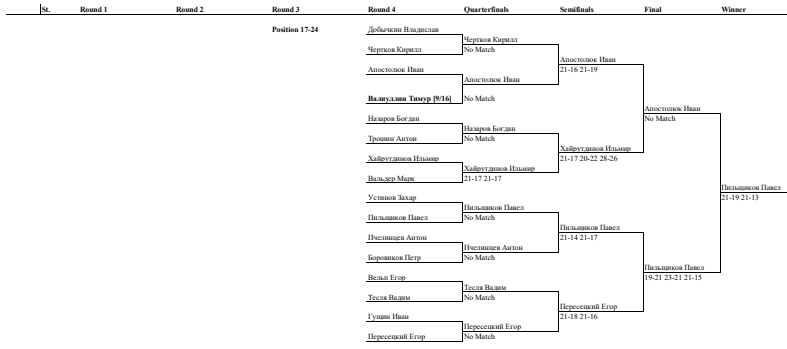 St. Round 1 Round 2 Round 3 Round 4 Quarterfinals Semifinals Final Winner
Position 17-24 Добычкин Владислав
Чертков Кирилл
Чертков Кирилл No Match
Апостолюк Иван
Апостолюк Иван 21-16 21-19
Апостолюк Иван
Валиуллин Тимур [9/16] No Match
Апостолюк Иван
Назаров Богдан No Match
Назаров Богдан
Трошин Антон No Match
Хайрутдинов Ильмир
Хайрутдинов Ильмир 21-17 20-22 28-26
Хайрутдинов Ильмир
Вальдер Марк 21-17 21-17
Пильщиков Павел
Устинов Захар 21-19 21-13
Пильщиков Павел
Пильщиков Павел No Match
Пильщиков Павел
Пчелинцев Антон 21-14 21-17
Пчелинцев Антон
Боровиков Петр No Match
Пильщиков Павел
Вельп Егор 19-21 23-21 21-15
Тесля Вадим
Тесля Вадим No Match
Пересецкий Егор
Гущин Иван 21-18 21-16
Пересецкий Егор
Пересецкий Егор No Match